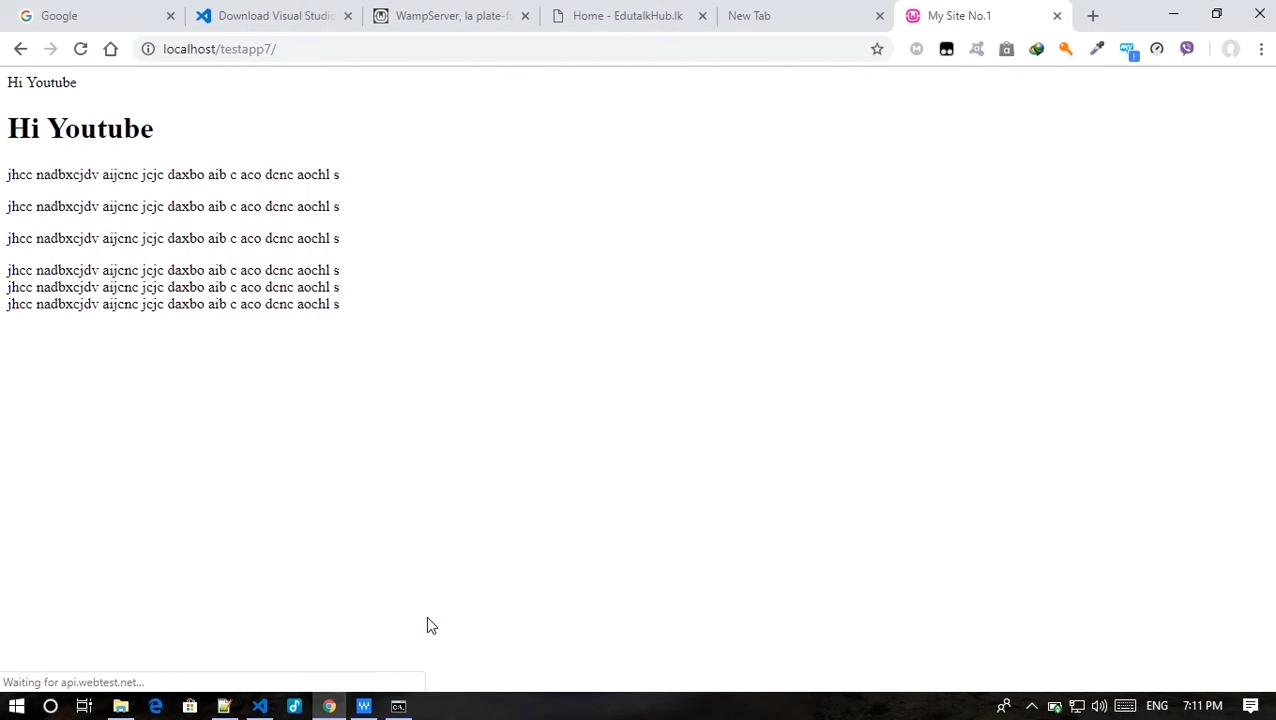 Google
Download Visual Studio
WampServer, la plate-fo
Home - EdutalkHub.lk
New Tab
My Site No.1
localhost/testapp7/
Hi Youtube
Hi Youtube
jhcc nadbxcjdv aijcnc jcjc daxbo aib c aco dcnc aochl s
jhcc nadbxcjdv aijcnc jcjc daxbo aib c aco dcnc aochl s
jhcc nadbxcjdv aijcnc jcjc daxbo aib c aco dcnc aochl s
jhcc nadbxcjdv aijcnc jcjc daxbo aib c aco dcnc aochl s
jhcc nadbxcjdv aijcnc jcjc daxbo aib c aco dcnc aochl s
jhcc nadbxcjdv aijcnc jcjc daxbo aib c aco dcnc aochl s
Waiting for api.webtest.net...
ENG
7:11 PM